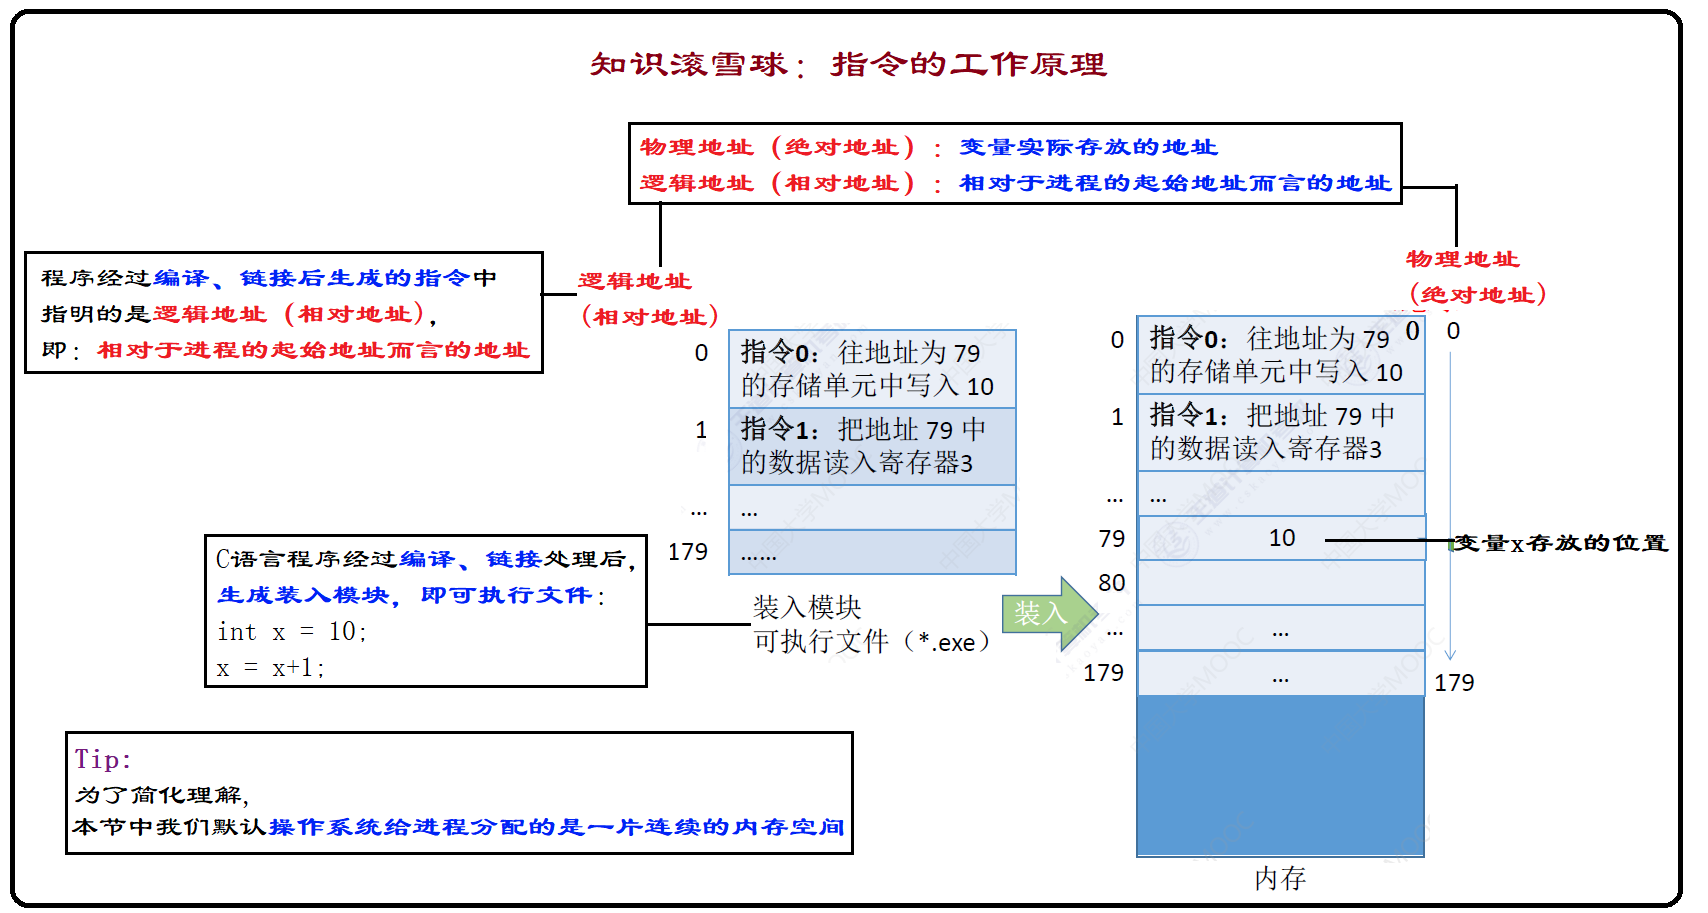 知识滚雪球：指令的工作原理
物理地址（绝对地址）：变量实际存放的地址
逻辑地址（相对地址）：相对于进程的起始地址而言的地址
程序经过编译、链接后生成的指令中
指明的是逻辑地址（相对地址），
即：相对于进程的起始地址而言的地址
逻辑地址
（相对地址）
物理地址
（绝对地址）
0
指令0：往地址为 79
的存储单元中写入 10
1
指令1：把地址 79 中
的数据读入寄存器3
...
...
179
……
装入模块
可执行文件（*.exe）
装入
0
指令0：往地址为 79
的存储单元中写入 10
0
0
1
指令1：把地址 79 中
的数据读入寄存器3
...
...
79
10
变量x存放的位置
80
...
...
179
...
179
内存
C语言程序经过编译、链接处理后，
生成装入模块，即可执行文件：
int x = 10;
x = x+1;
Tip:
为了简化理解，
本节中我们默认操作系统给进程分配的是一片连续的内存空间
中国大学MOOC